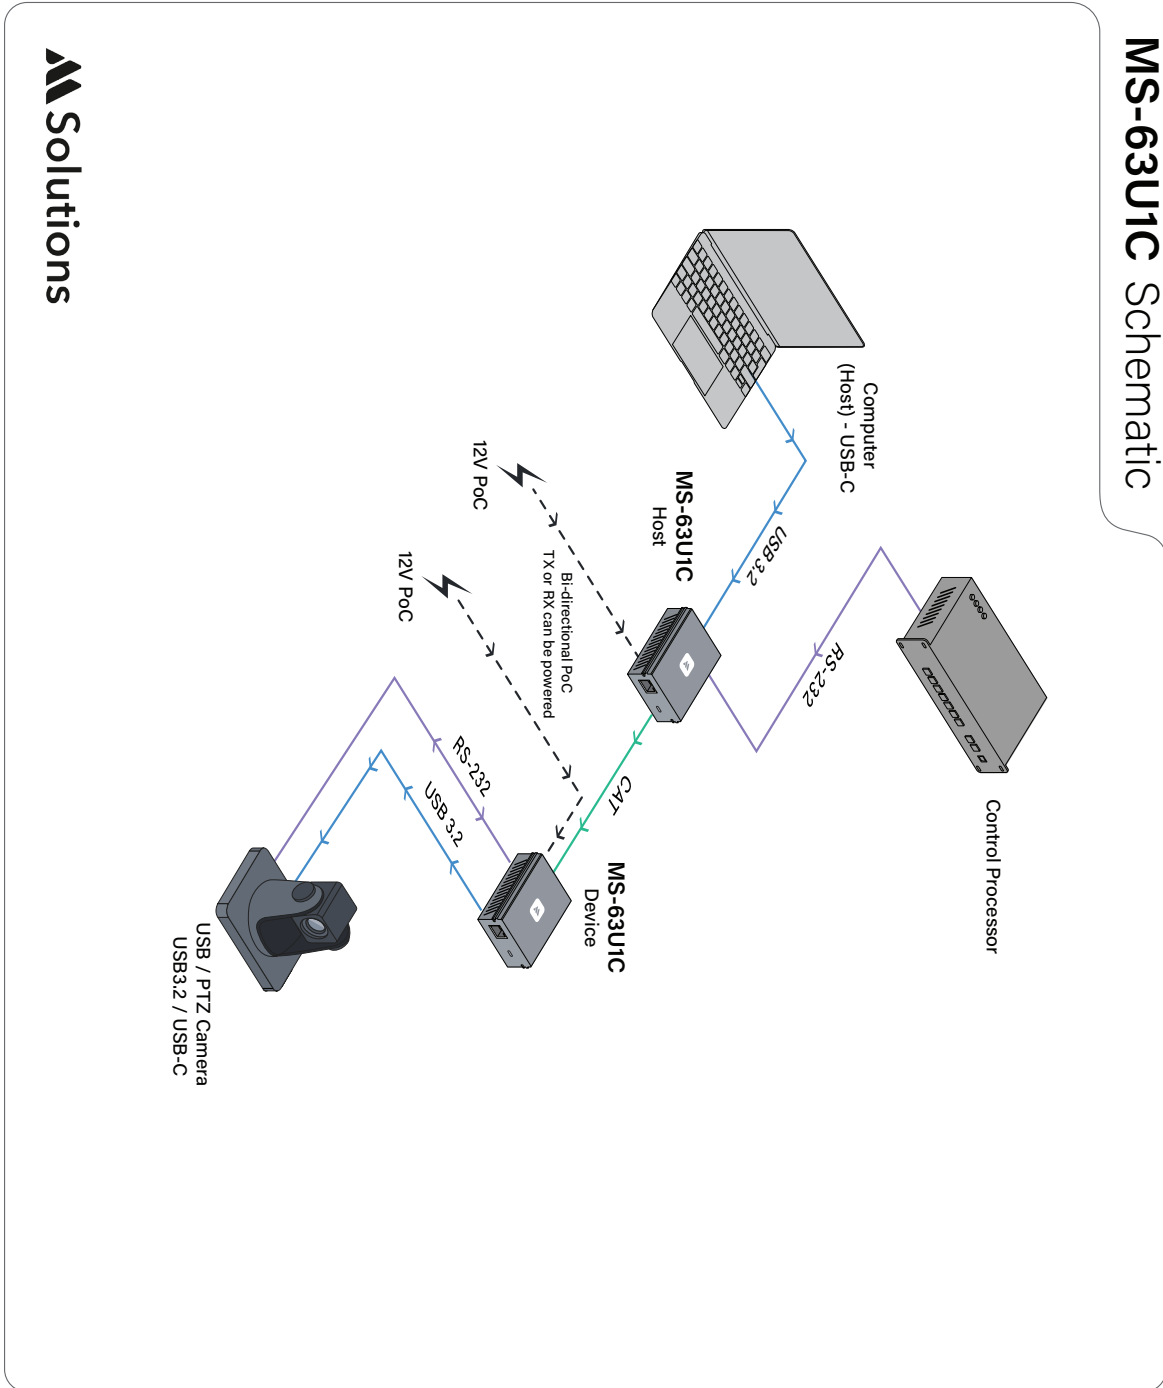 MS-63U1C Schematic
Control Processor
Computer
(Host) - USB-C
RS-232
USB 3.2
MS-63U1C
Host
CAT
MS-63U1C
Device
12V PoC
Bi-directional PoC
TX or RX can be powered
12V PoC
RS-232
USB 3.2
USB / PTZ Camera
USB3.2 / USB-C
Solutions